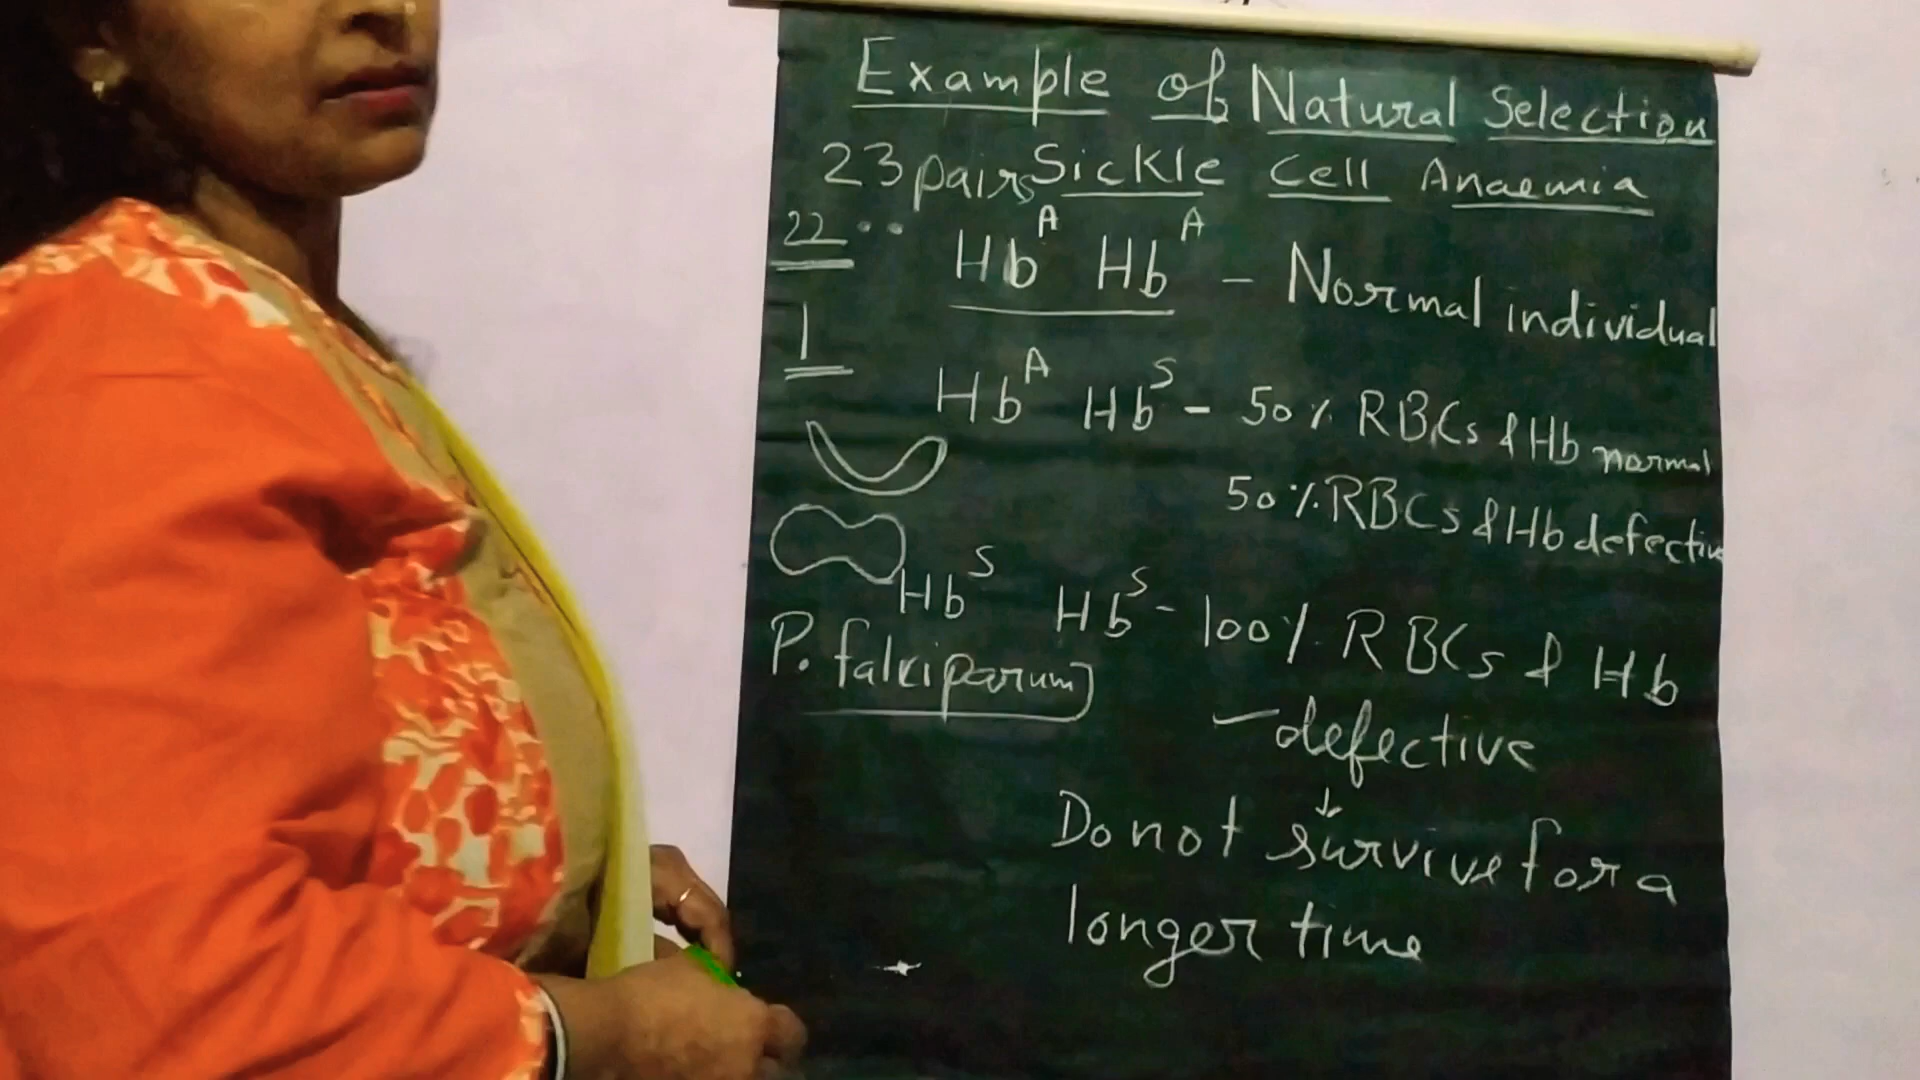 Example of Natural Selection
23 pairs Sickle Cell Anaemia
22
Hb^A Hb^A - Normal individual
1
Hb^A Hb^S - 50% RBCs & Hb normal
50% RBCs & Hb defective
Hb^S Hb^S - 100% RBCs & Hb
P. falciparum
- defective
↓
Do not survive for a
longer time